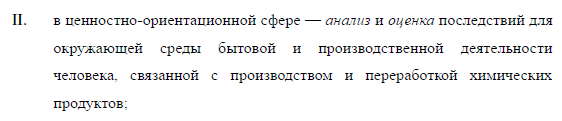 II. в ценностно-ориентационной сфере — анализ и оценка последствий для
окружающей среды бытовой и производственной деятельности
человека, связанной с производством и переработкой химических
продуктов;